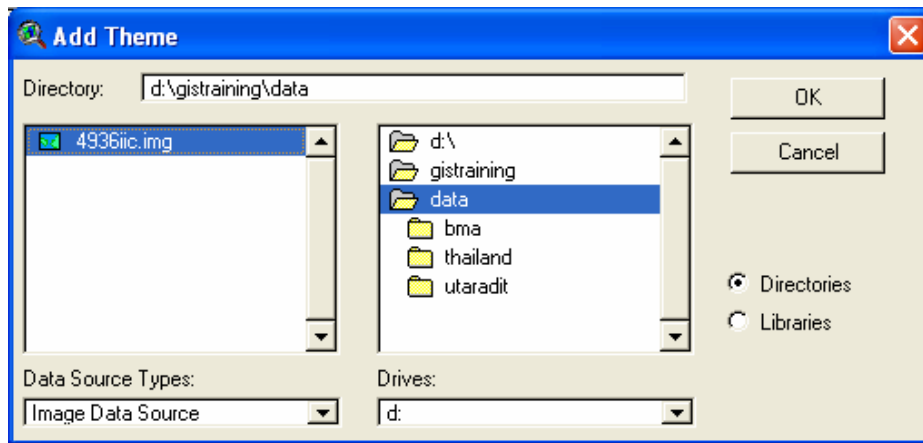 Add Theme
Directory: d:\gistraining\data
OK
Cancel
4936iic.img
d:\
gistraining
data
bma
thailand
utaradit
Directories
Libraries
Data Source Types:
Image Data Source
Drives:
d: